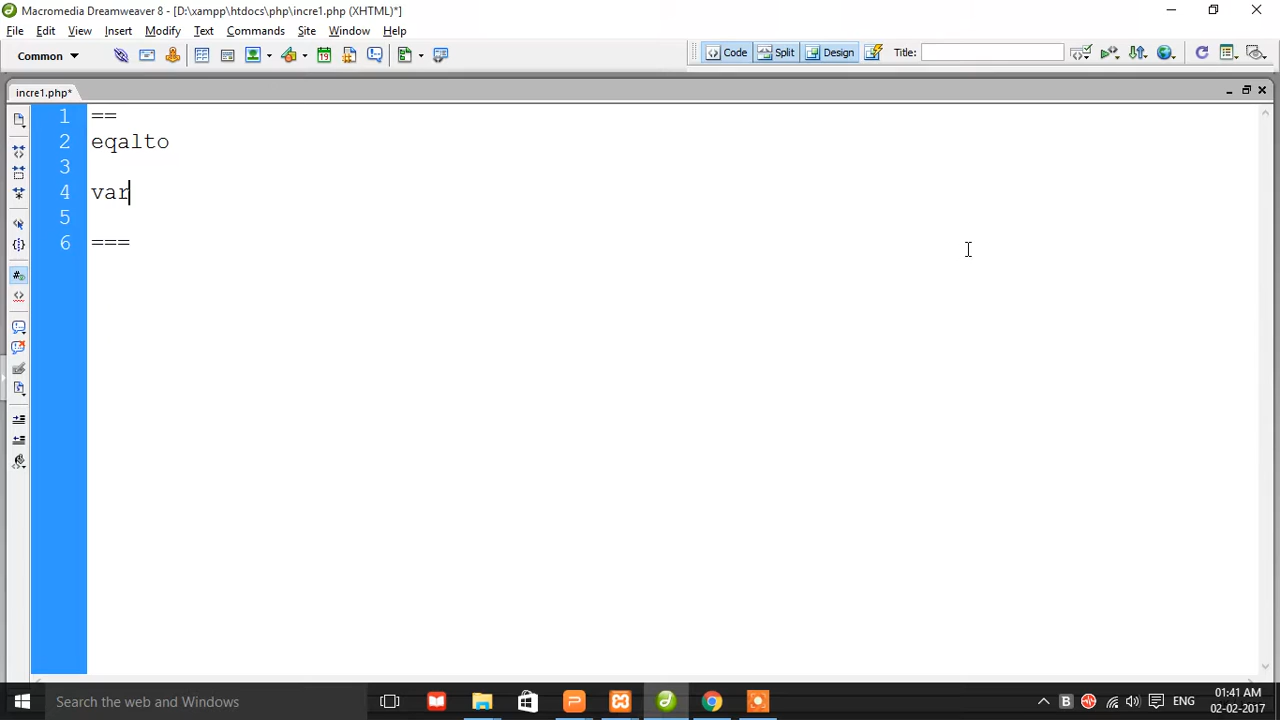 Macromedia Dreamweaver 8 - [D:\xampp\htdocs\php\incre1.php (XHTML)*]
File Edit View Insert Modify Text Commands Site Window Help
Common Code Split Design Title:
incre1.php*
1 ==
2 eqalto
3
4 var
5
6 ===
Search the web and Windows
ENG
01:41 AM
02-02-2017